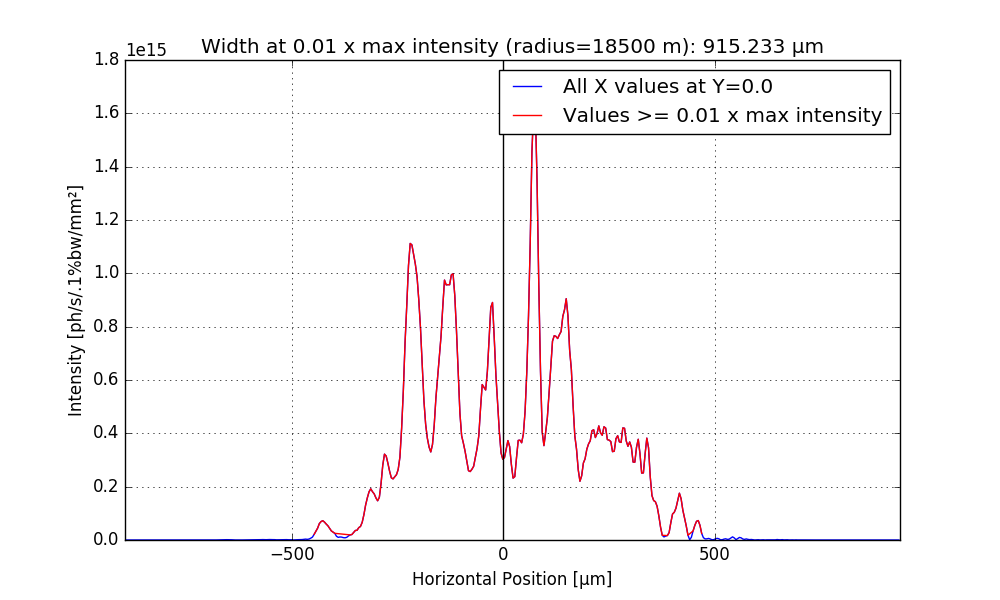 Width at 0.01 x max intensity (radius=18500 m): 915.233 μm
1e15
1.8
1.6
1.4
1.2
1.0
0.8
0.6
0.4
0.2
0.0
Intensity [ph/s/.1%bw/mm²]
All X values at Y=0.0
Values >= 0.01 x max intensity
−500
0
500
Horizontal Position [μm]